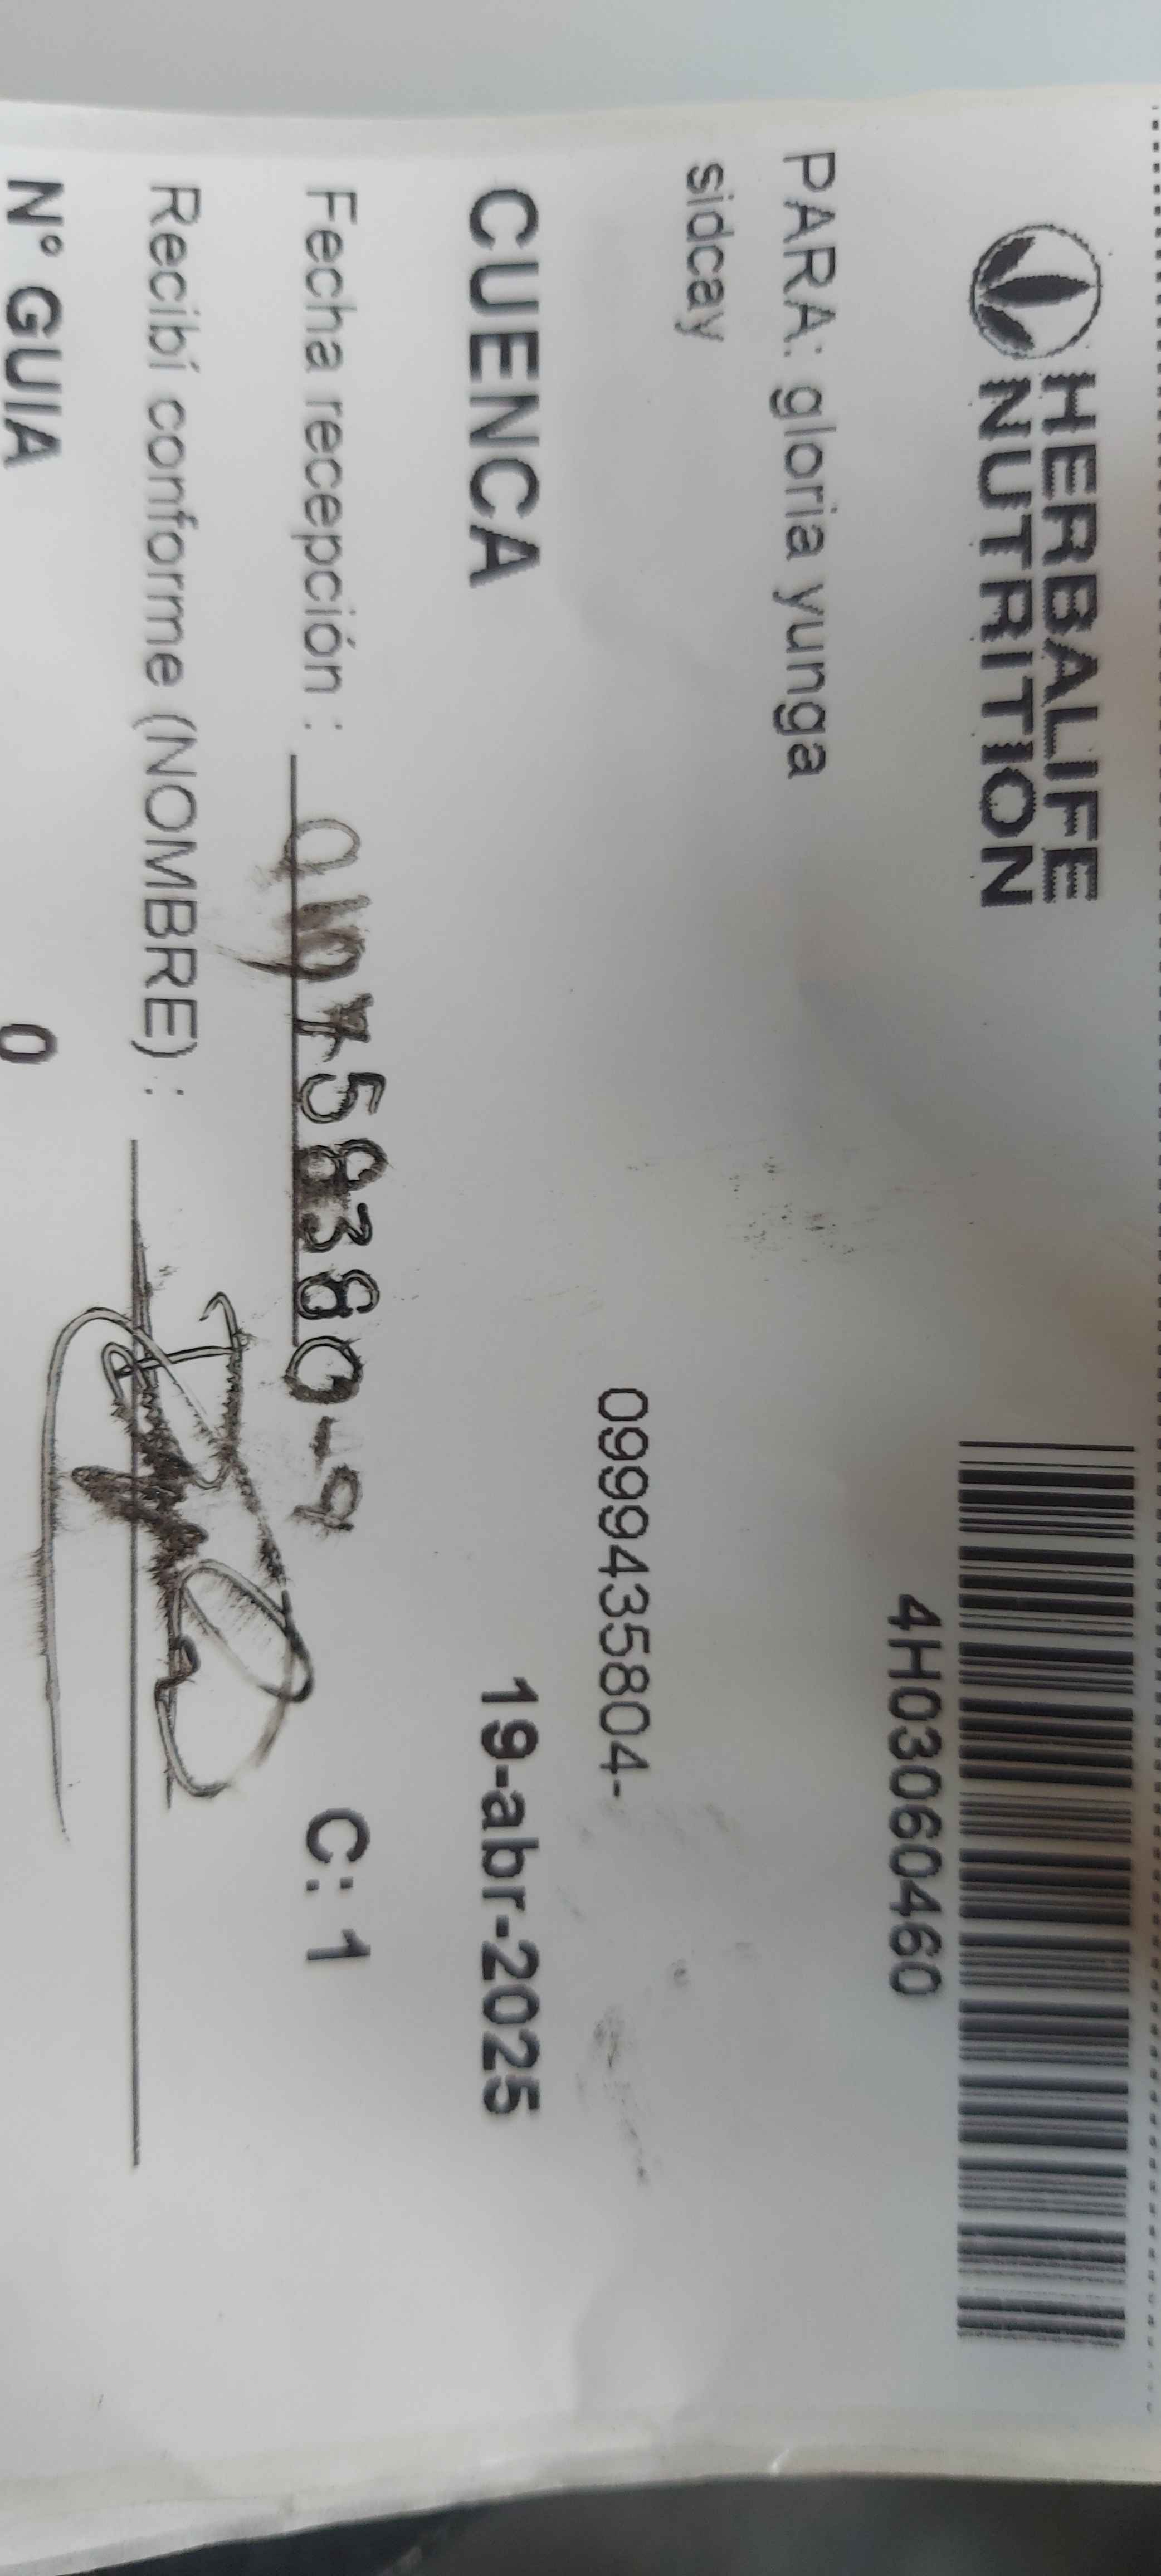 HERBALIFE
NUTRITION
4H03060460
PARA: gloria yunga
sidcay
0999435804-
CUENCA 19-abr-2025
Fecha recepción : C: 1
Recibí conforme (NOMBRE) :
N° GUIA 0